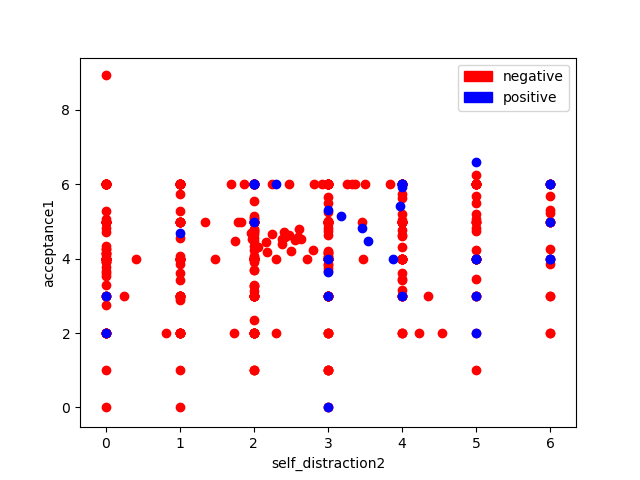 negative
positive
8
6
4
2
0
acceptance1
0 1 2 3 4 5 6
self_distraction2